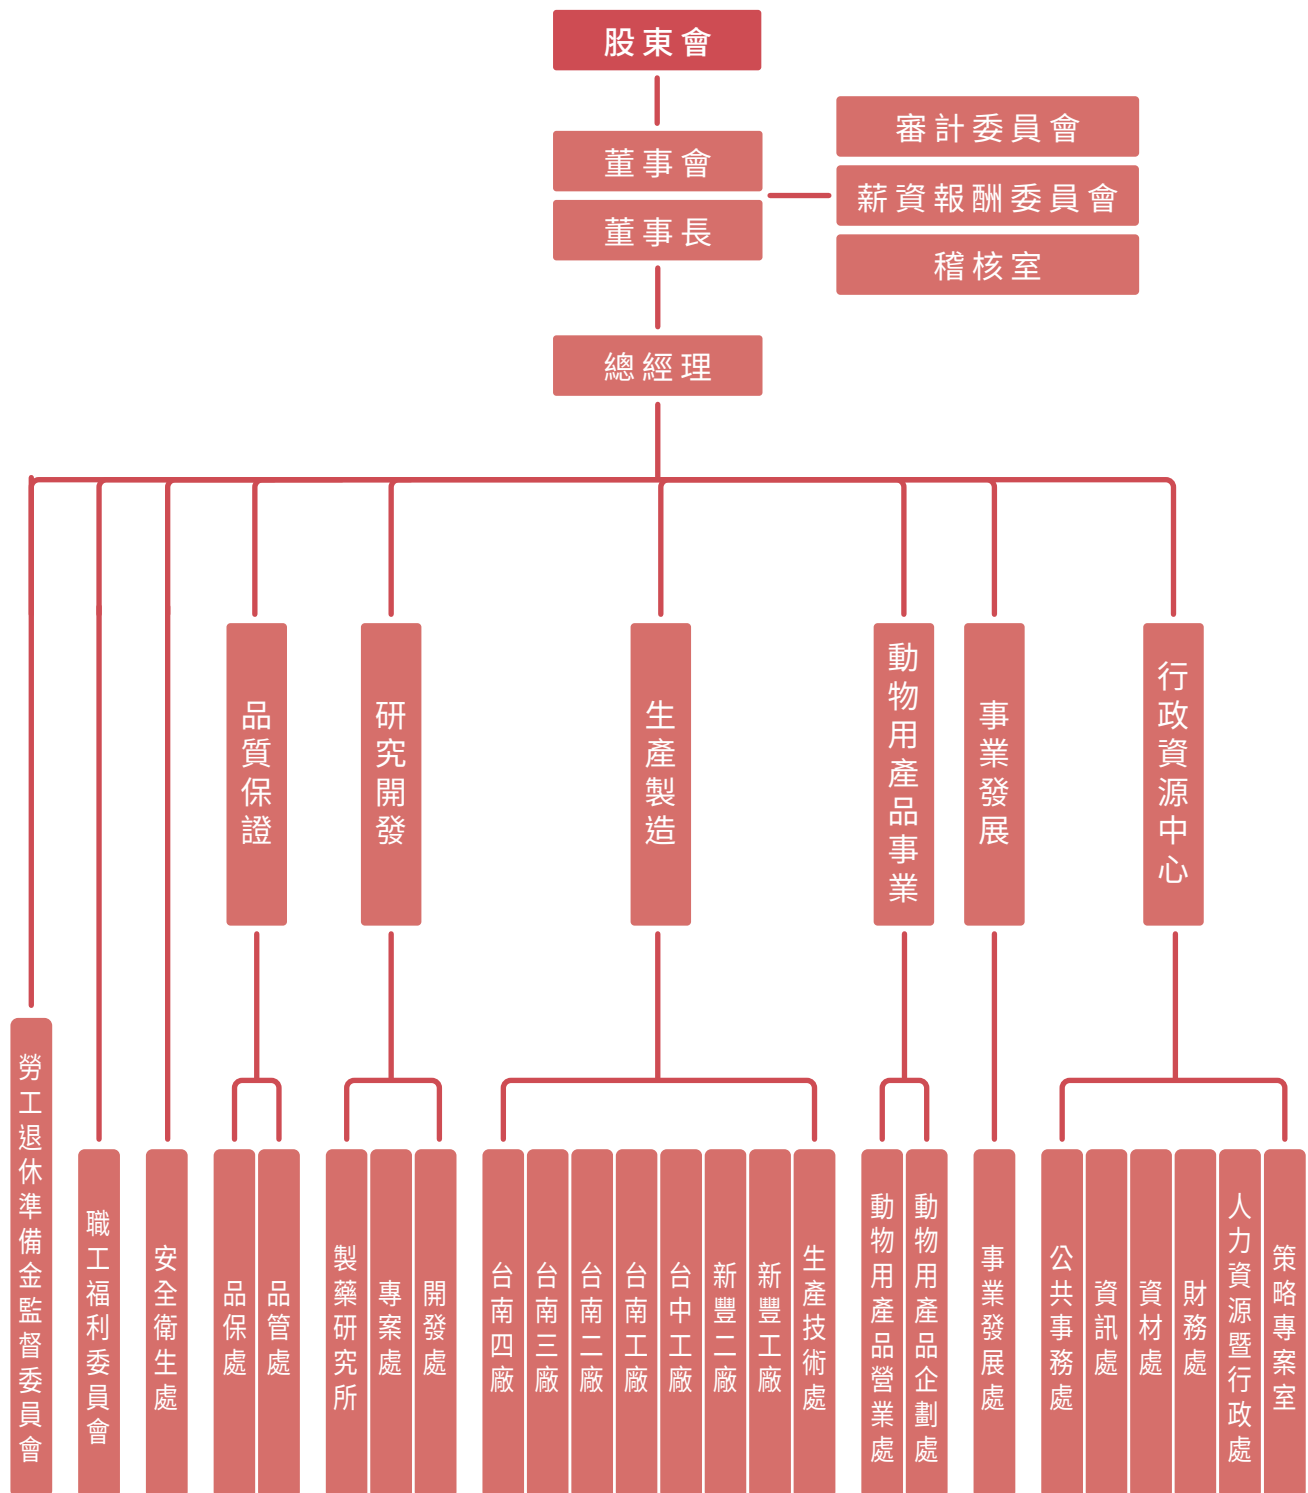 股東會
董事會
董事長
審計委員會
薪資報酬委員會
稽核室
總經理
品質保證
研究開發
生產製造
動物用產品事業
事業發展
行政資源中心
勞工退休準備金監督委員會
職工福利委員會
安全衛生處
品保處
品管處
製藥研究所
專案處
開發處
台南四廠
台南三廠
台南二廠
台南工廠
台中工廠
新豐二廠
新豐工廠
生產技術處
動物用產品營業處
動物用產品企劃處
事業發展處
公共事務處
資訊處
資材處
財務處
人力資源暨行政處
策略專案室